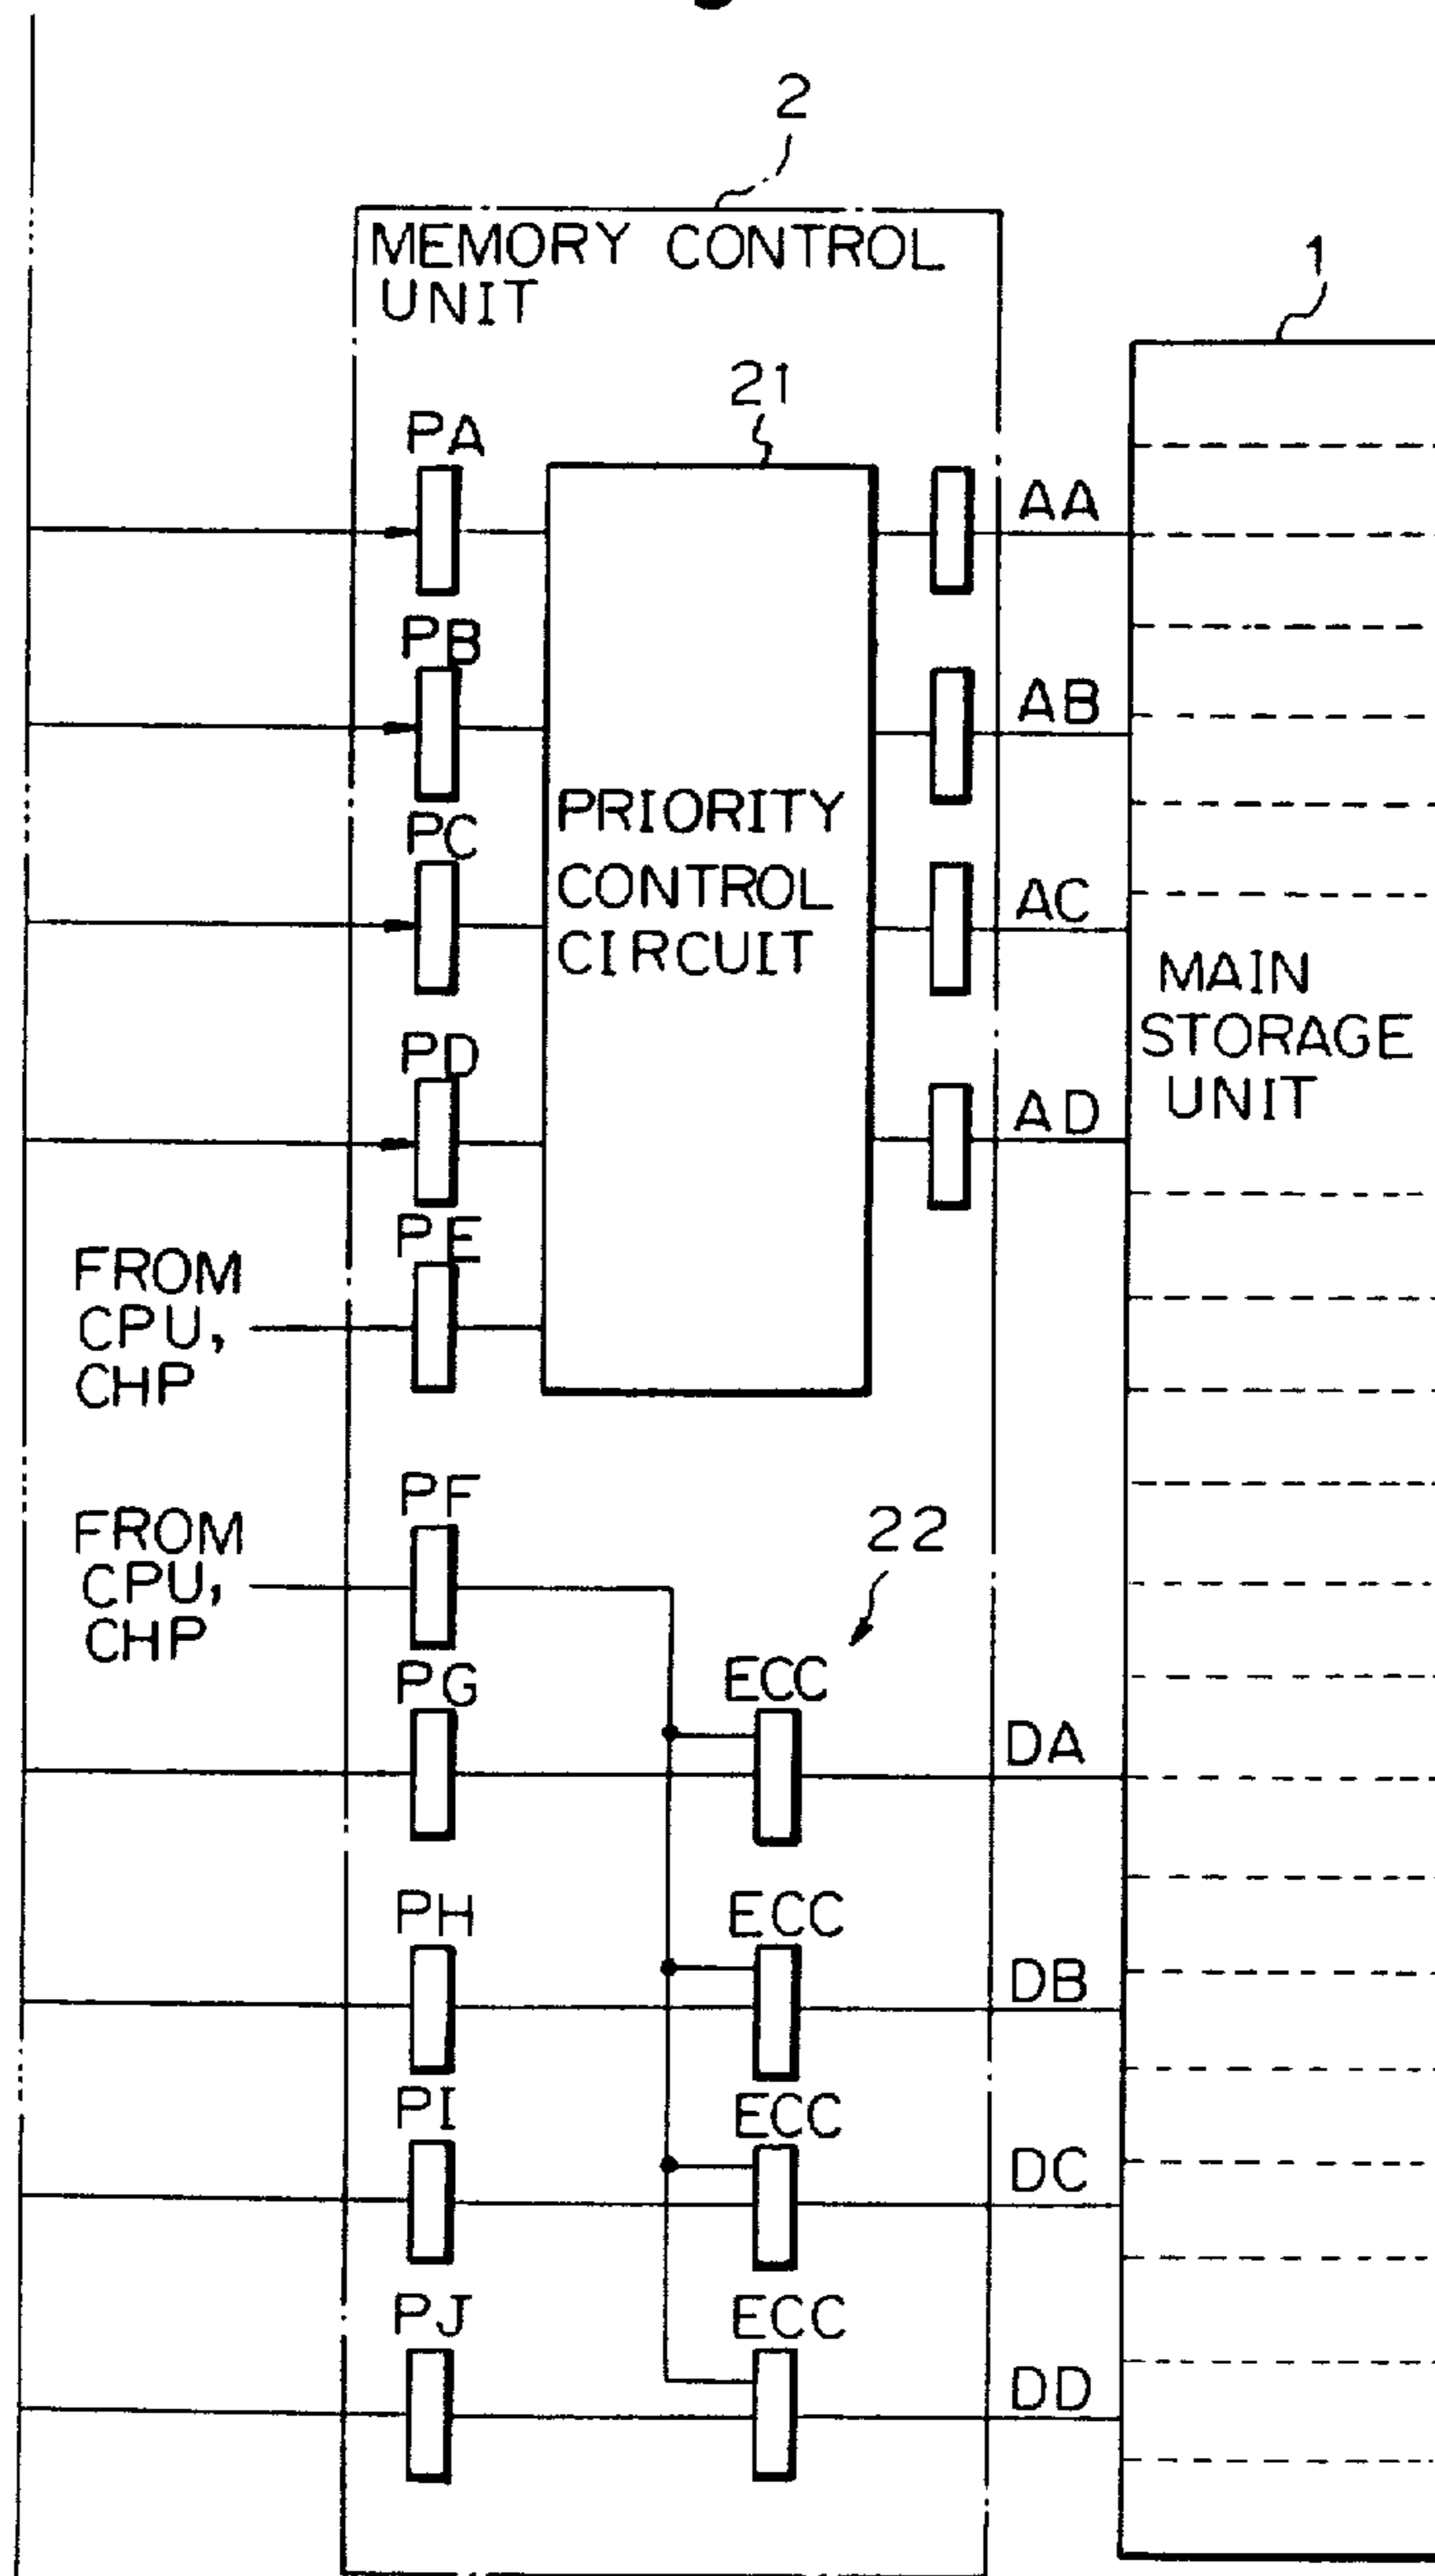 2
MEMORY CONTROL
UNIT
1
21
PA
AA
PB
AB
PRIORITY
CONTROL
CIRCUIT
PC
AC
MAIN
STORAGE
UNIT
PD
AD
PE
FROM
CPU,
CHP
PF
FROM
CPU,
CHP
22
PG
ECC
DA
PH
ECC
DB
PI
ECC
DC
PJ
ECC
DD